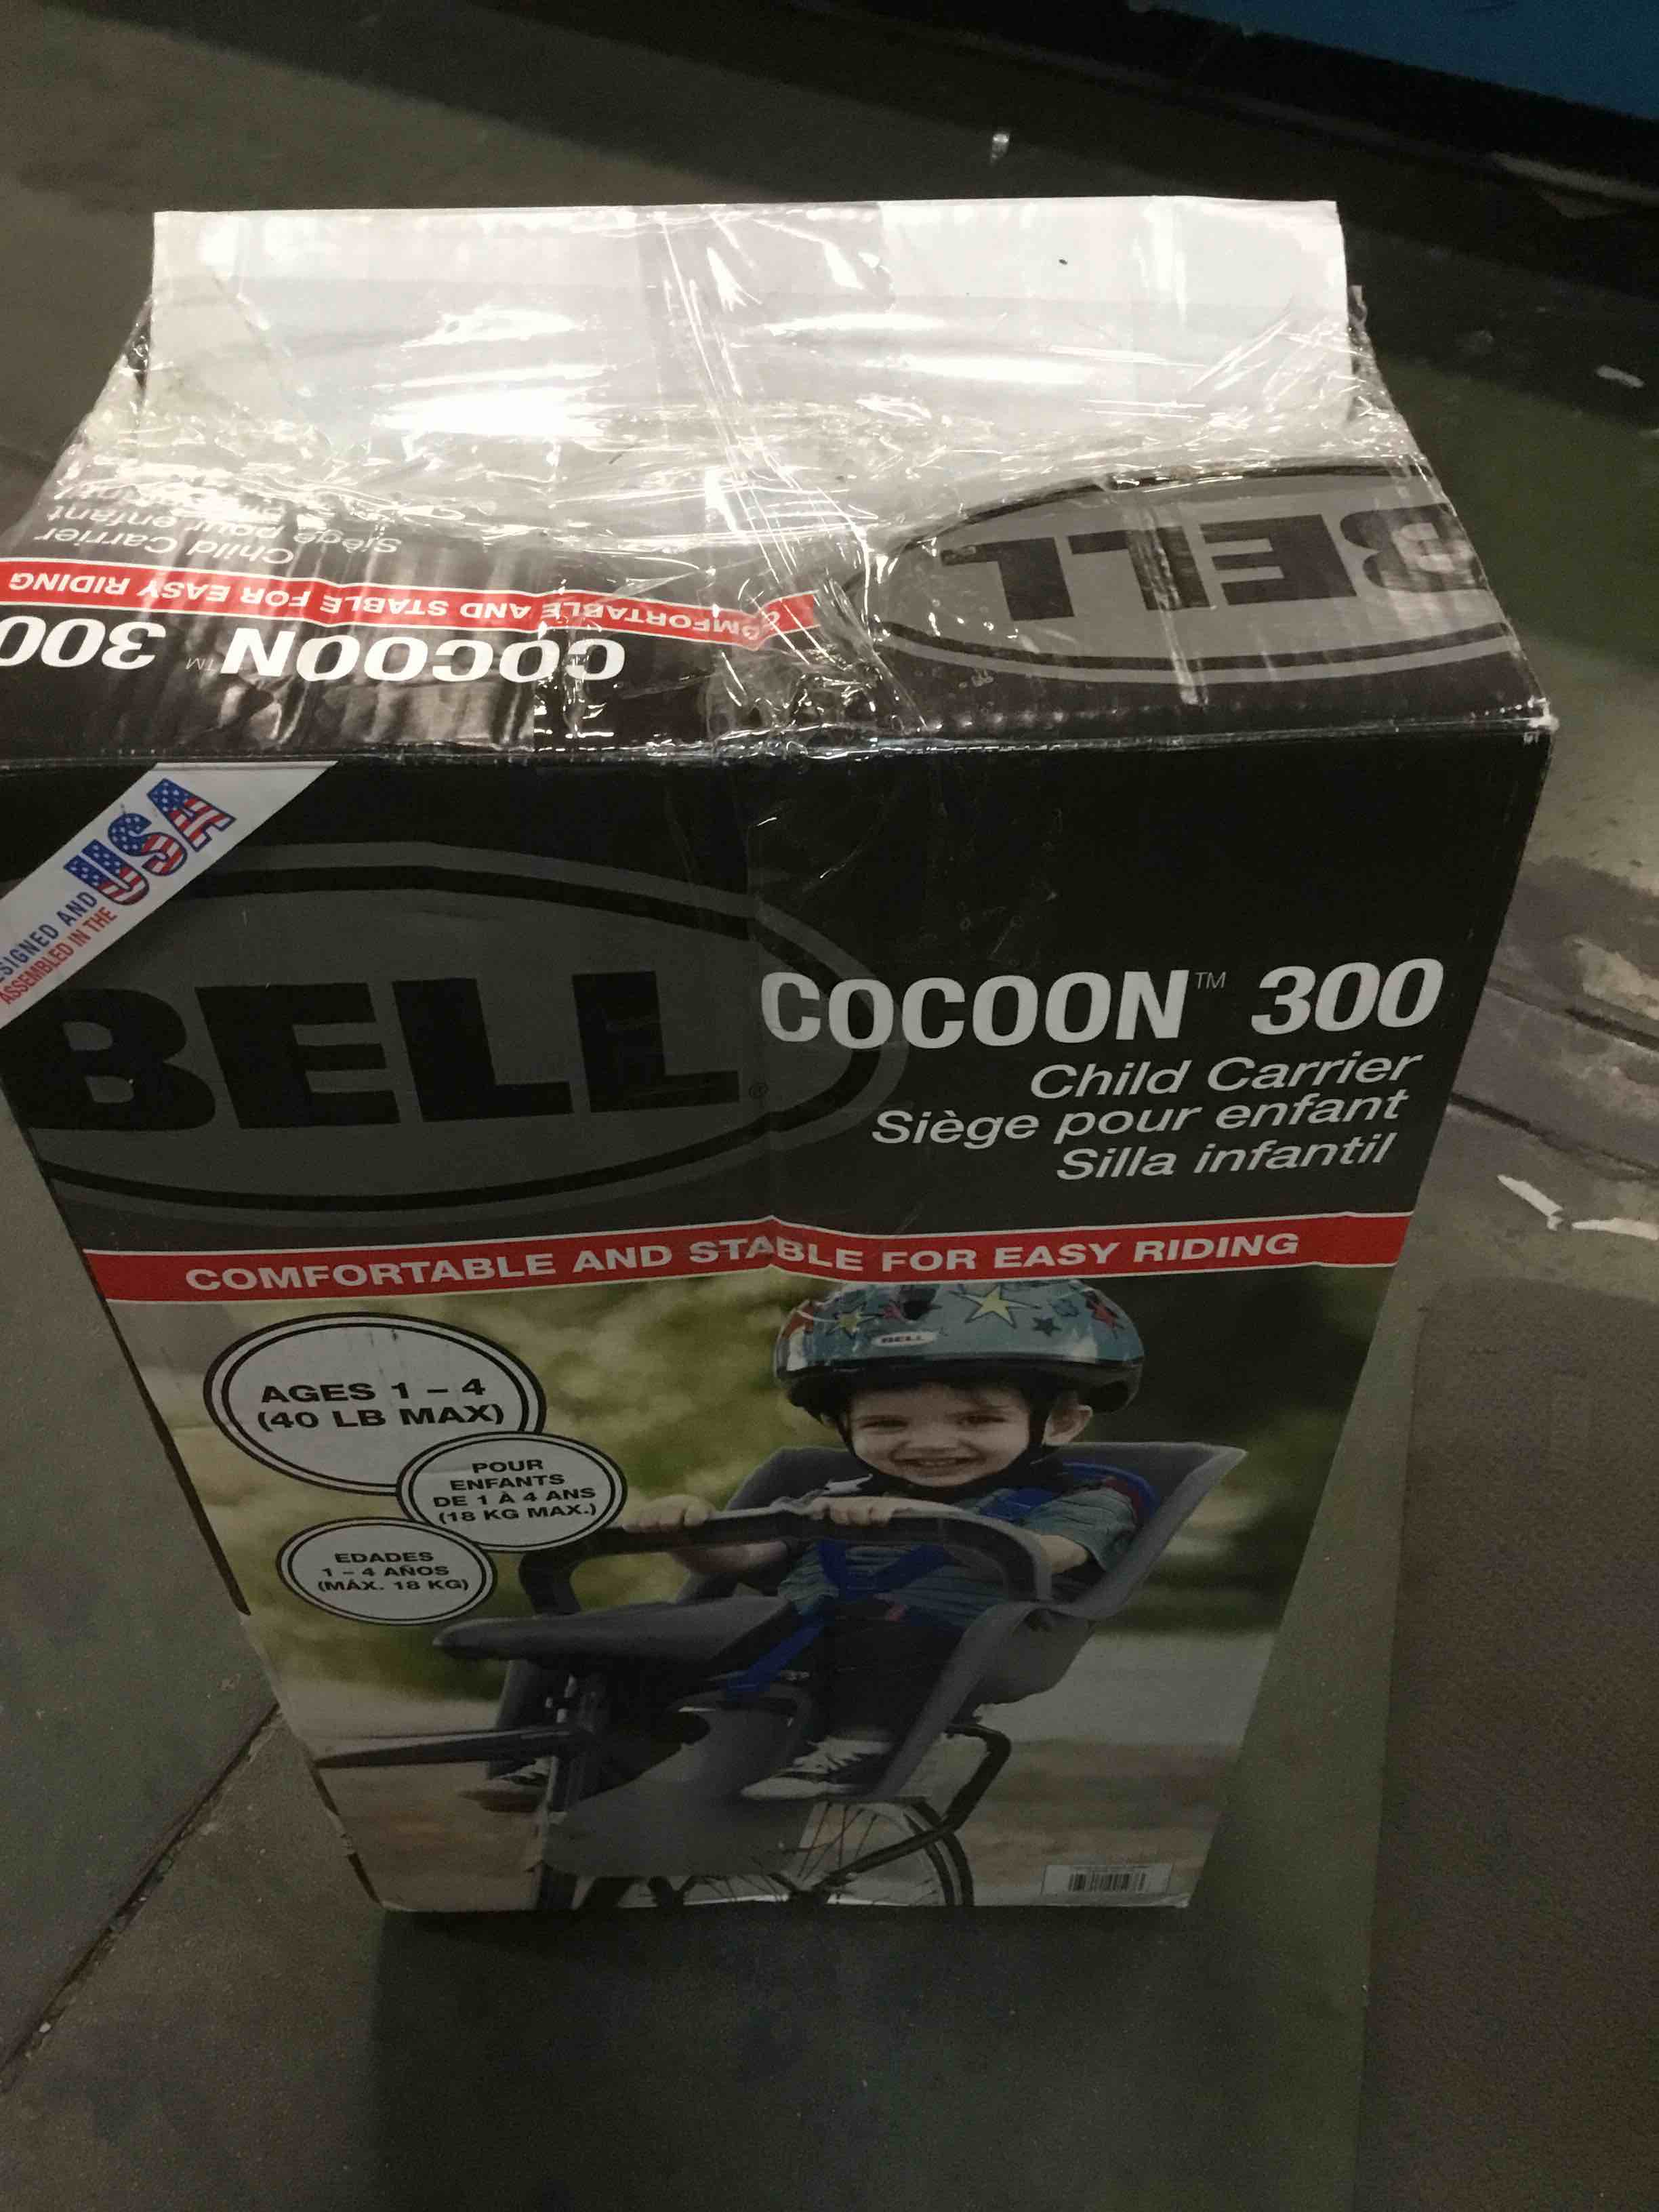 Child Carrier
Siège pour enfant
COMFORTABLE AND STABLE FOR EASY RIDING
COCOON™ 300
BELL
ASSEMBLED IN THE
AND
USA
BELL®
COCOON™ 300
Child Carrier
Siège pour enfant
Silla infantil
COMFORTABLE AND STABLE FOR EASY RIDING
BELL
AGES 1 – 4
(40 LB MAX)
POUR
ENFANTS
DE 1 À 4 ANS
(18 KG MAX.)
EDADES
1 – 4 AÑOS
(MÁX. 18 KG)